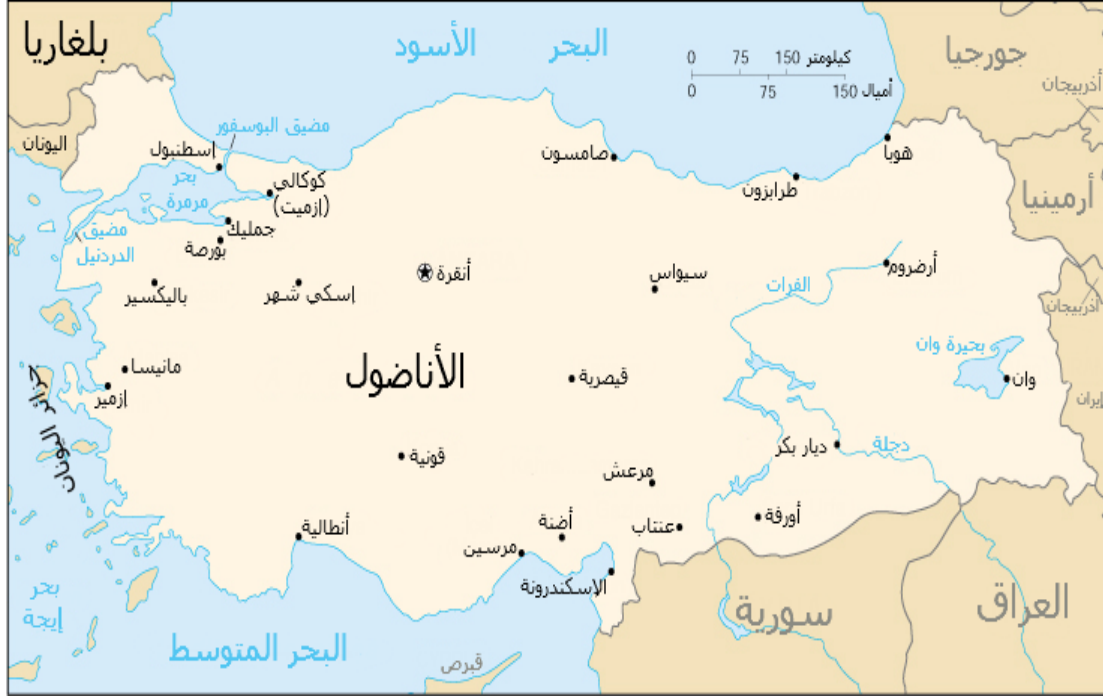 بلغاريا
البحر الأسود
0 75 150 كيلومتر
0 75 150 أميال
جورجيا
أذربيجان
اليونان
مضيق البوسفور
إسطنبول
صامسون
هوبا
بحر
مرمرة
كوكالي
(إزميت)
طرابزون
أرمينيا
جمليك
مضيق
الدردنيل
بورصة
أنقرة
سيواس
أرضروم
الفرات
باليكسير
إسكي شهر
أذربيجان
بحيرة وان
مانيسا
الأناضول
قيصرية
وان
إزمير
إيران
جزائر اليونان
قونية
ديار بكر
دجلة
مرعش
أنطالية
أضنة
عنتاب
أورفة
مرسين
الإسكندرونة
بحر
إيجة
سورية
العراق
البحر المتوسط
قبرص